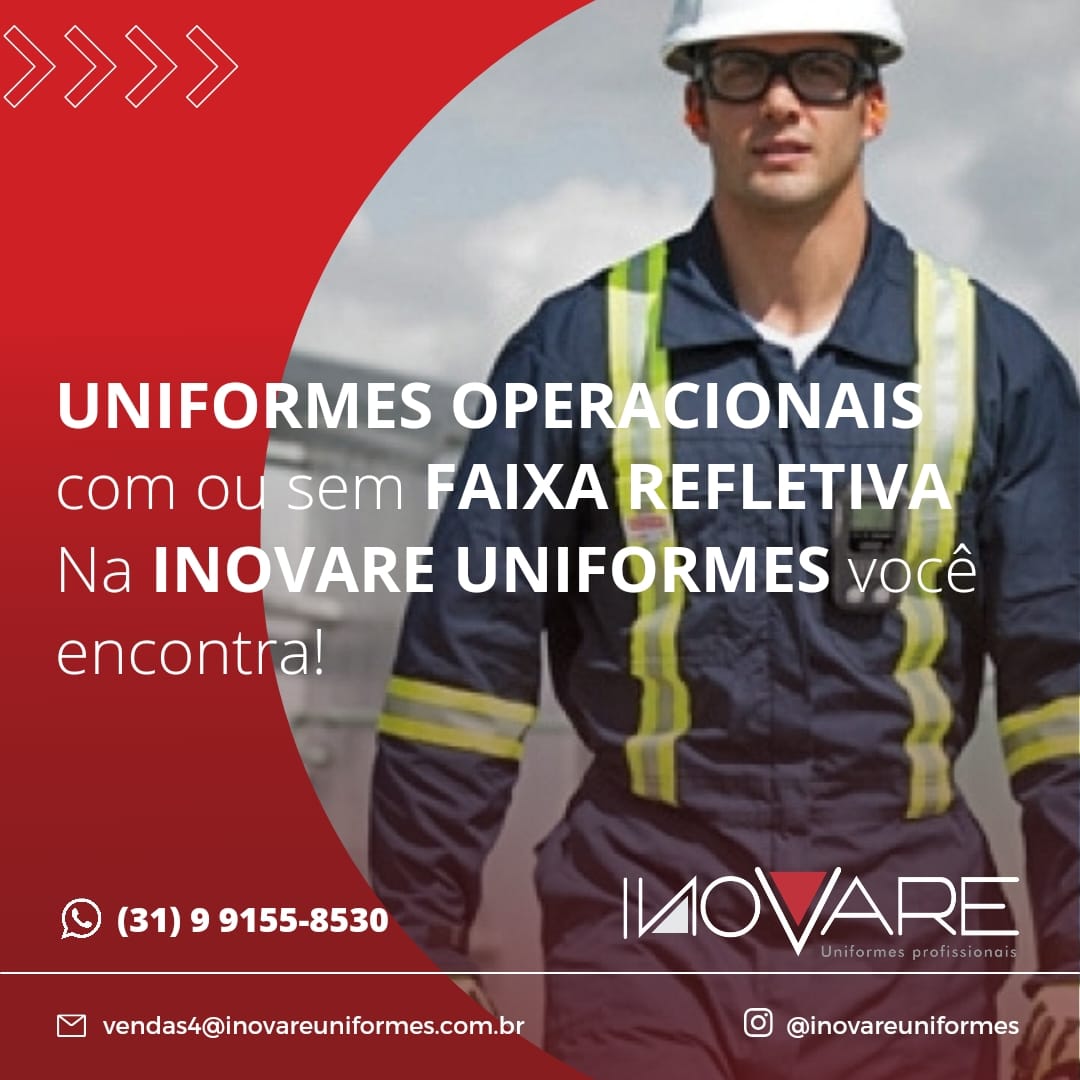 UNIFORMES OPERACIONAIS
com ou sem FAIXA REFLETIVA
Na INOVARE UNIFORMES você
encontra!
(31) 9 9155-8530
INOVARE
Uniformes profissionais
vendas4@inovareuniformes.com.br
@inovareuniformes